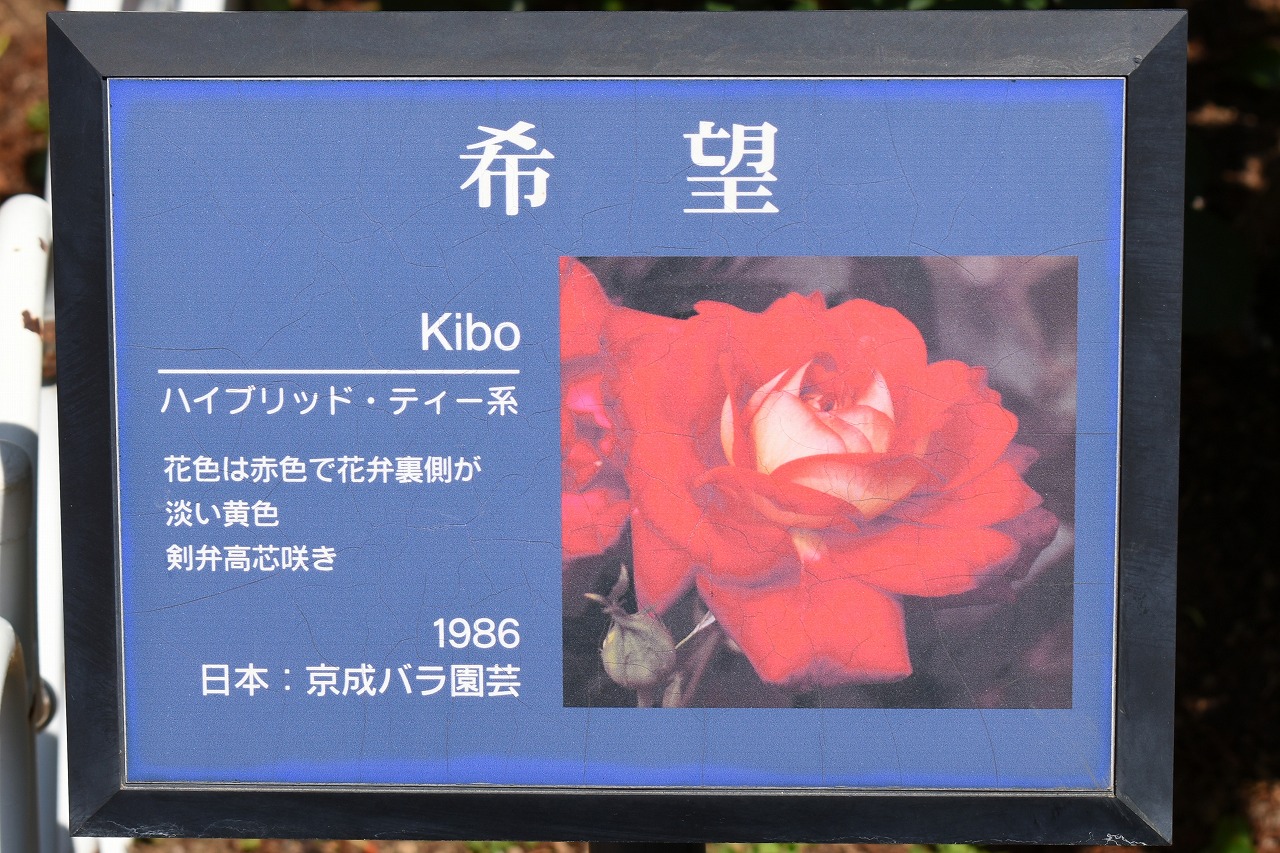 希 望
Kibo
ハイブリッド・ティー系
花色は赤色で花弁裏側が
淡い黄色
剣弁高芯咲き
1986
日本：京成バラ園芸